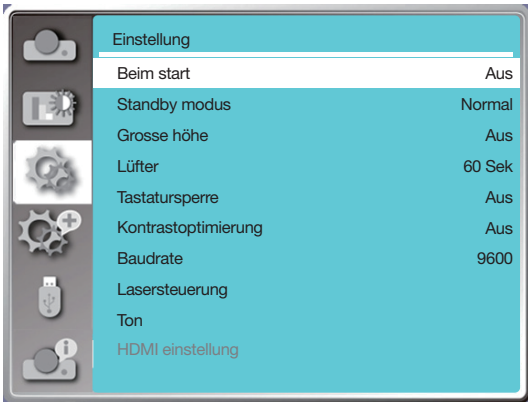 Einstellung
Beim start Aus
Standby modus Normal
Grosse höhe Aus
Lüfter 60 Sek
Tastatursperre Aus
Kontrastoptimierung Aus
Baudrate 9600
Lasersteuerung
Ton
HDMI einstellung